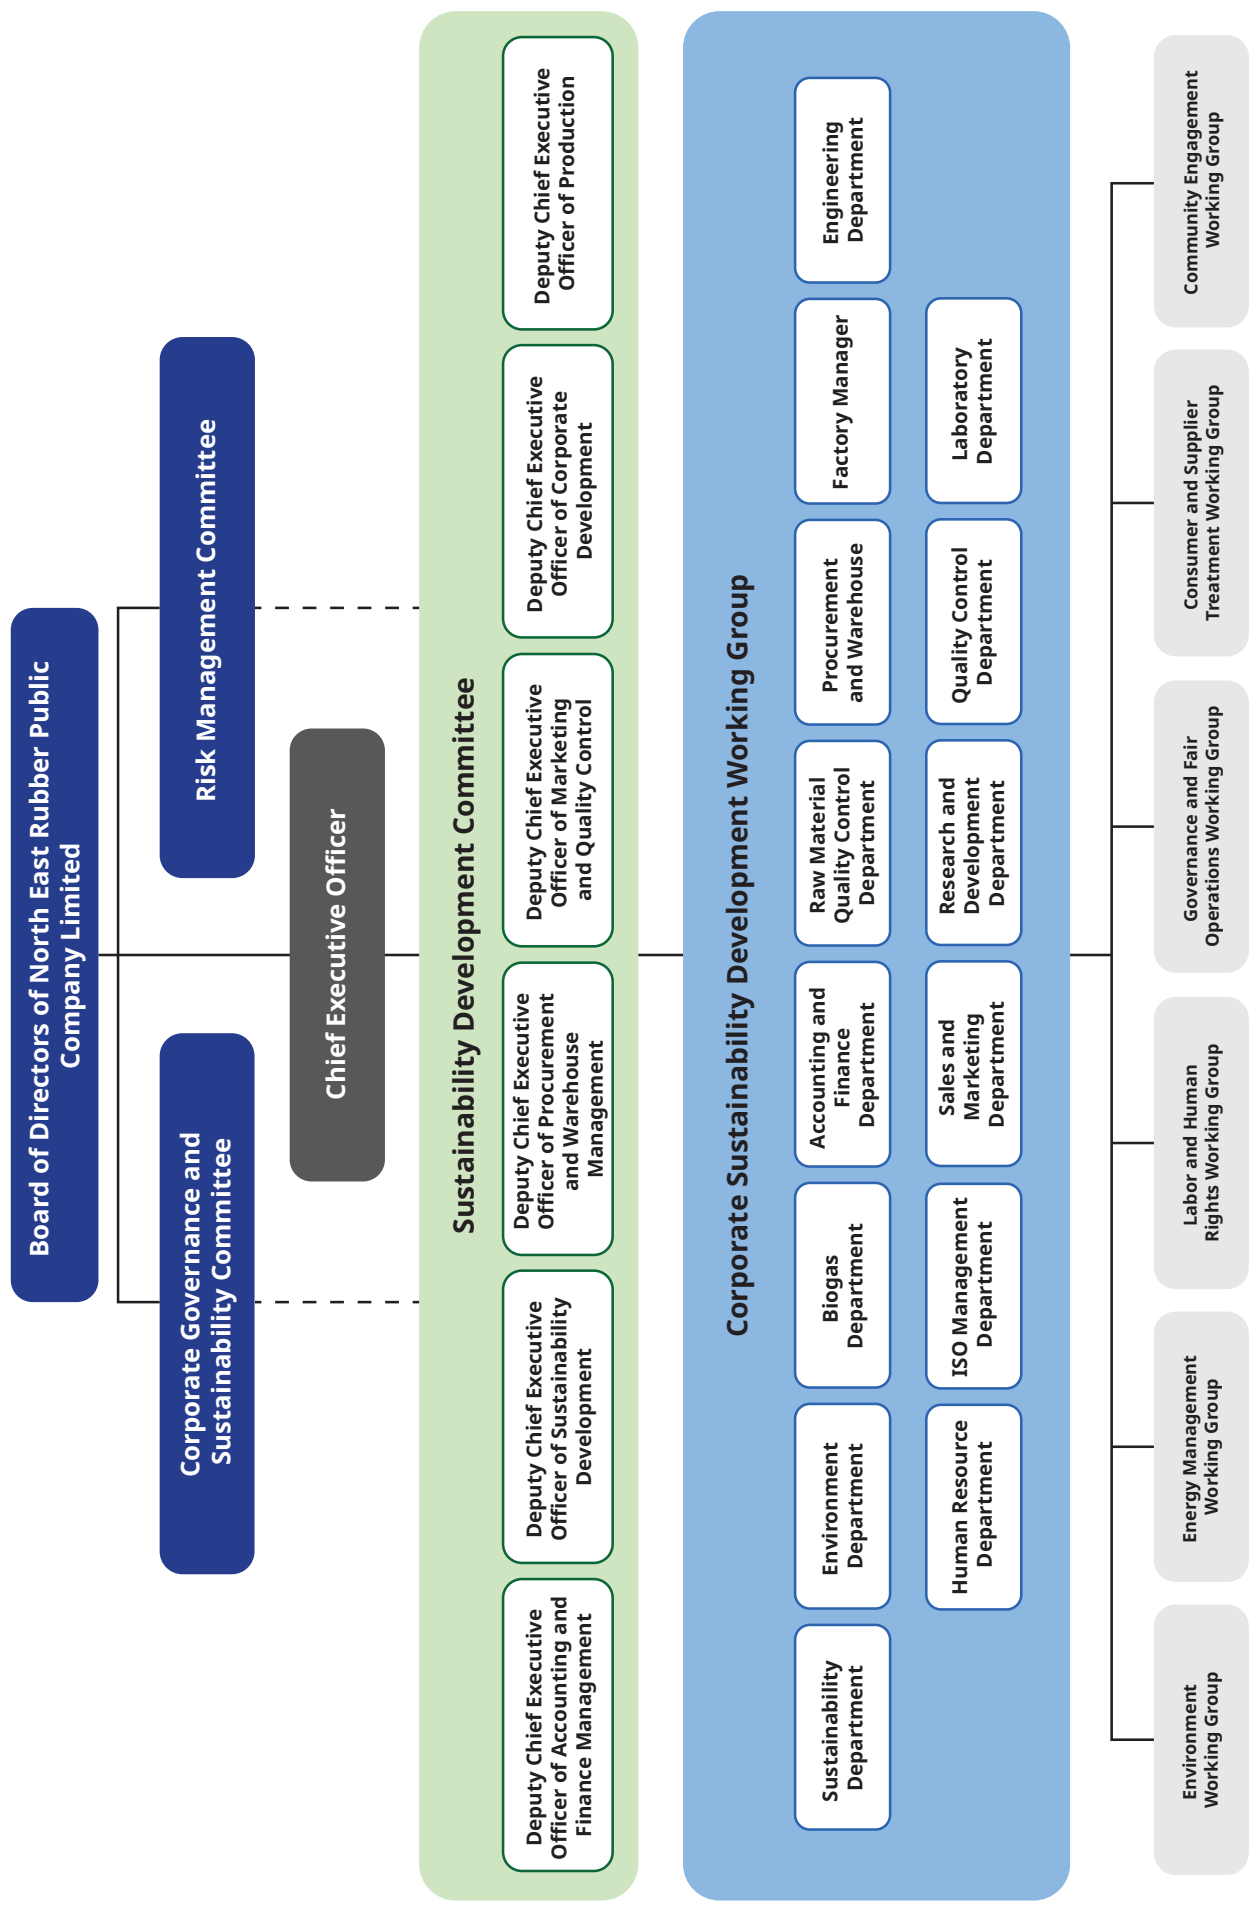 Board of Directors of North East Rubber Public
Company Limited
Corporate Governance and
Sustainability Committee
Risk Management Committee
Chief Executive Officer
Sustainability Development Committee
Deputy Chief Executive
Officer of Accounting and
Finance Management
Deputy Chief Executive
Officer of Sustainability
Development
Deputy Chief Executive
Officer of Procurement
and Warehouse
Management
Deputy Chief Executive
Officer of Marketing
and Quality Control
Deputy Chief Executive
Officer of Corporate
Development
Deputy Chief Executive
Officer of Production
Corporate Sustainability Development Working Group
Sustainability
Department
Environment
Department
Biogas
Department
Accounting and
Finance
Department
Raw Material
Quality Control
Department
Procurement
and Warehouse
Factory Manager
Engineering
Department
Human Resource
Department
ISO Management
Department
Sales and
Marketing
Department
Research and
Development
Department
Quality Control
Department
Laboratory
Department
Environment
Working Group
Energy Management
Working Group
Labor and Human
Rights Working Group
Governance and Fair
Operations Working Group
Consumer and Supplier
Treatment Working Group
Community Engagement
Working Group